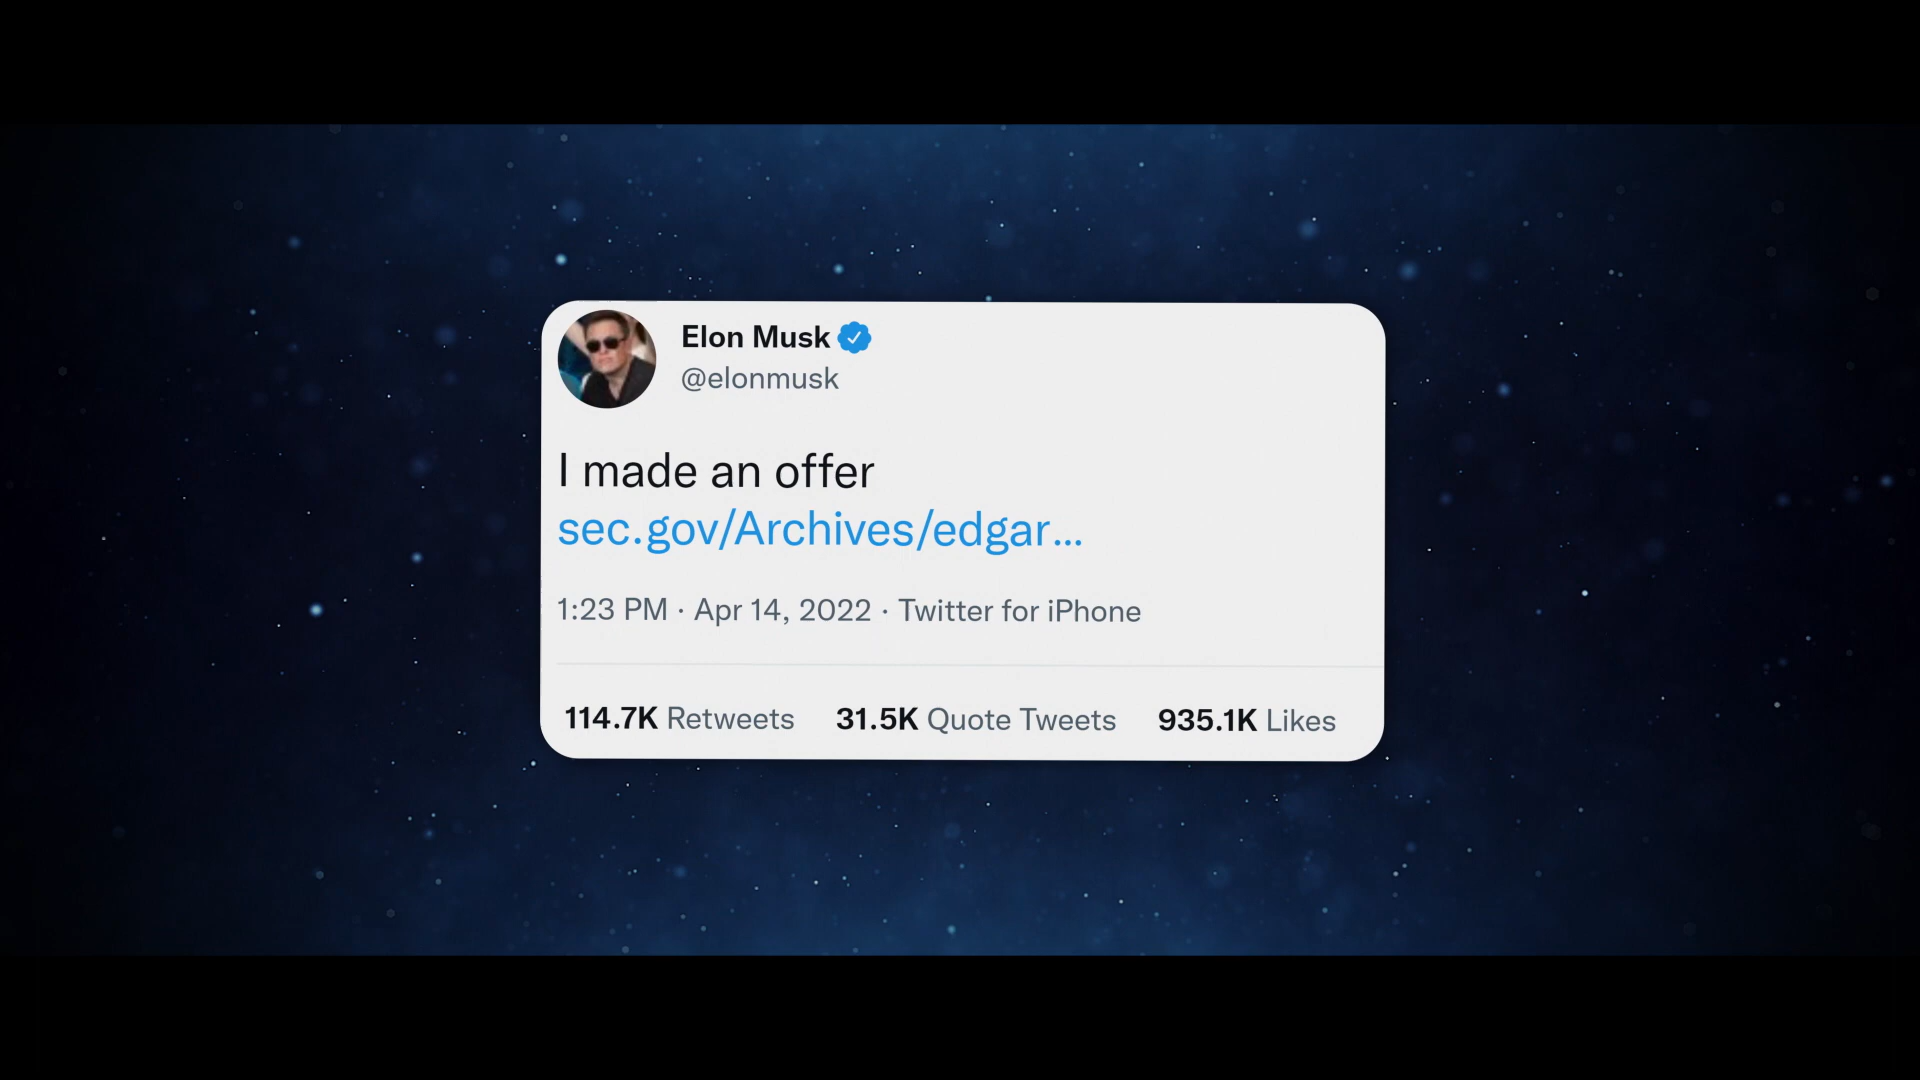 Elon Musk
@elonmusk
I made an offer
sec.gov/Archives/edgar...
1:23 PM · Apr 14, 2022 · Twitter for iPhone
114.7K Retweets 31.5K Quote Tweets 935.1K Likes